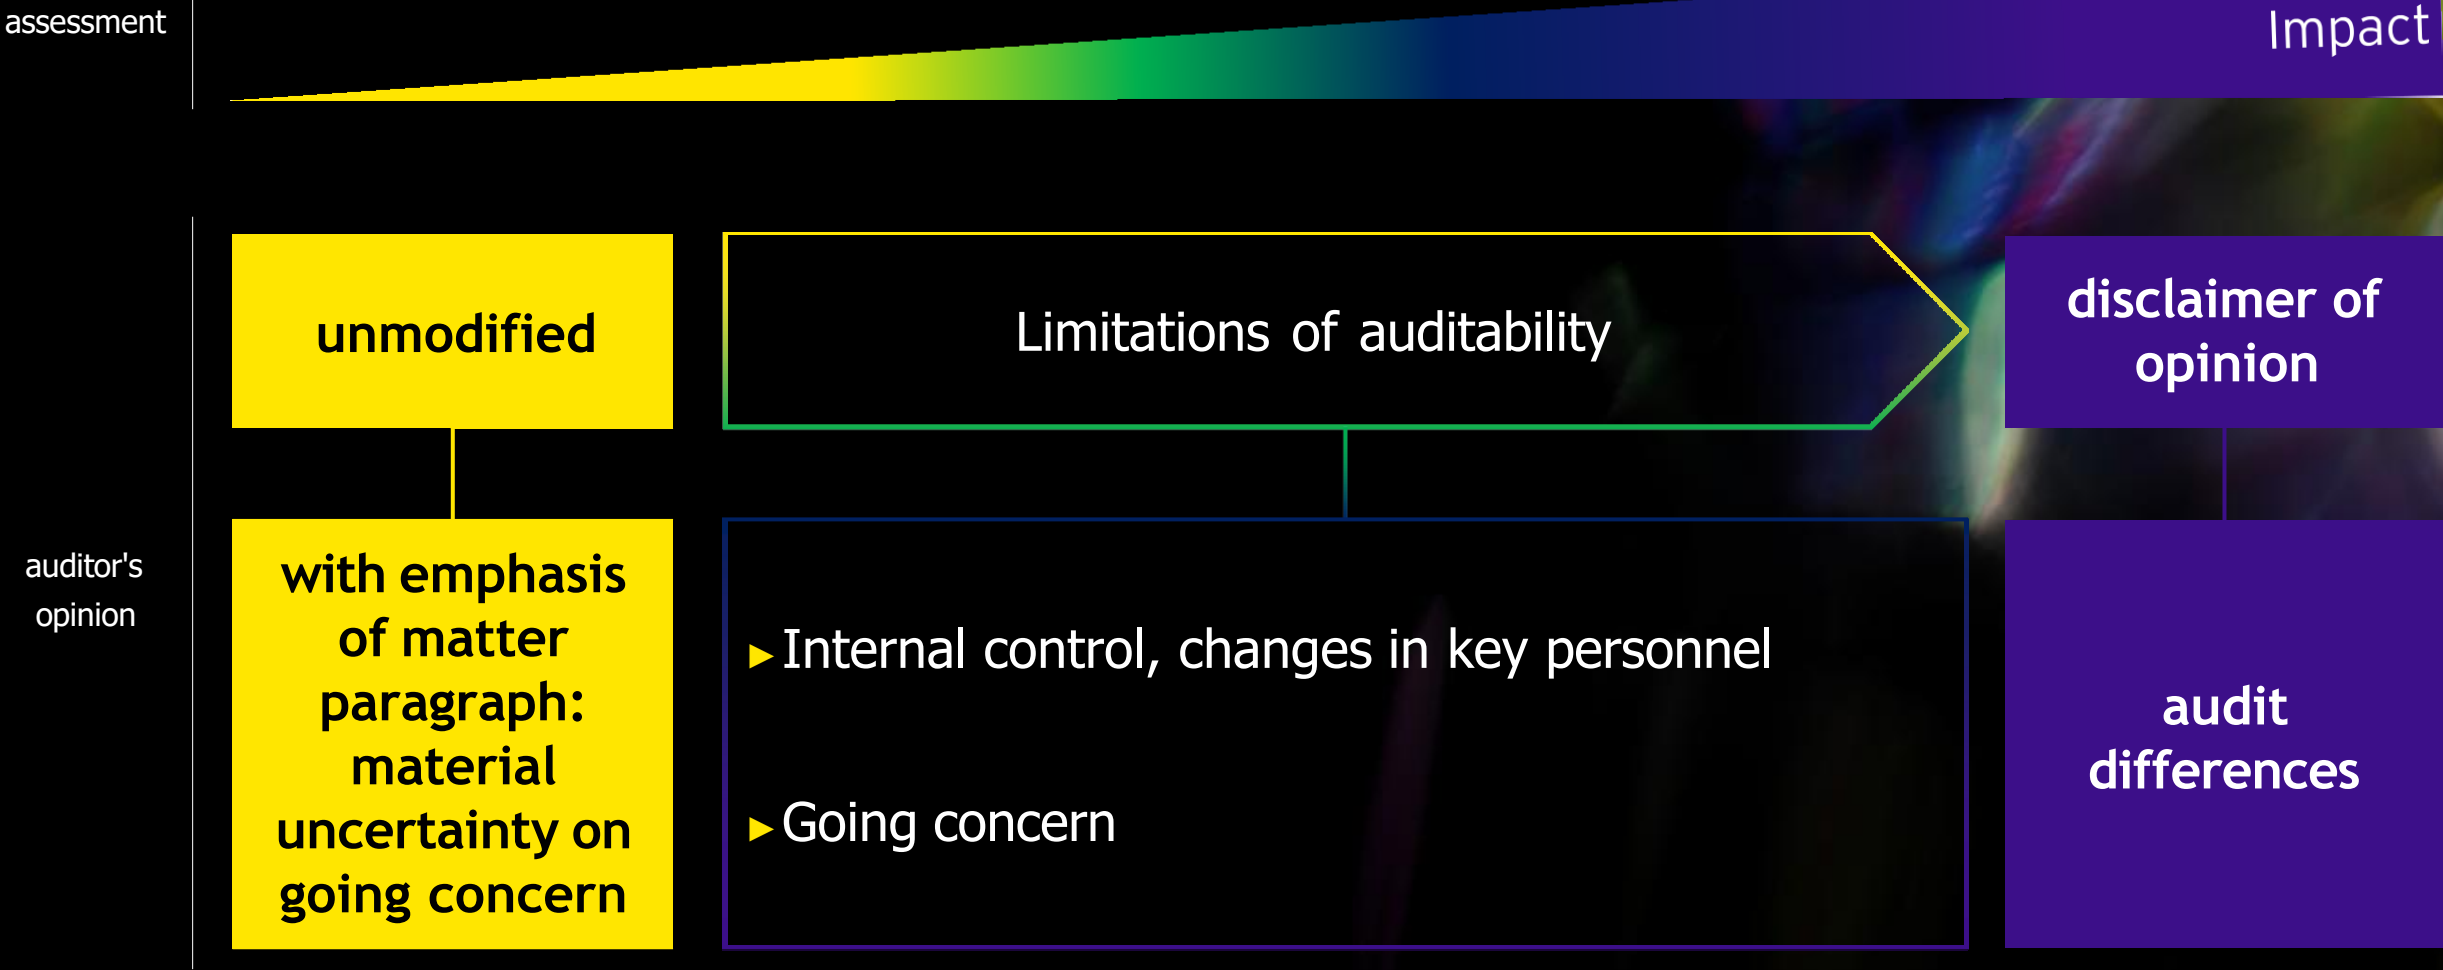 assessment
Impact
unmodified
Limitations of auditability
disclaimer of
opinion
auditor's
opinion
with emphasis
of matter
paragraph:
material
uncertainty on
going concern
►Internal control, changes in key personnel
►Going concern
audit
differences